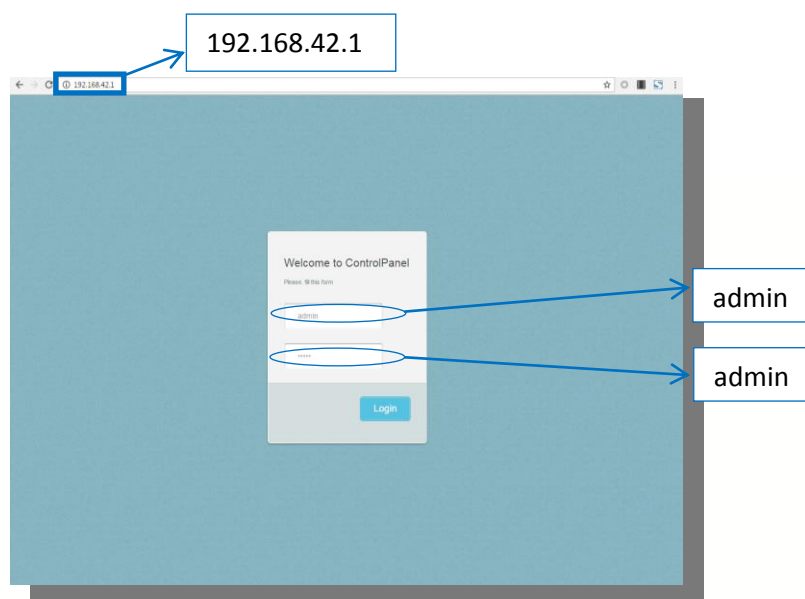 192.168.42.1
192.168.42.1
Welcome to ControlPanel
Please, fill this form
admin
admin
*****
admin
Login